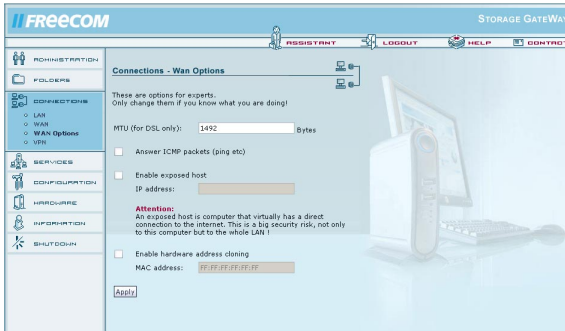 FREECOM
STORAGE GATEWAY
ASSISTANT
LOGOUT
HELP
CONTACT
ADMINISTRATION
FOLDERS
CONNECTIONS
LAN
WAN
WAN Options
VPN
SERVICES
CONFIGURATION
HARDWARE
INFORMATION
SHUTDOWN
Connections - Wan Options
These are options for experts.
Only change them if you know what you are doing!
MTU (for DSL only): 1492 Bytes
Answer ICMP packets (ping etc)
Enable exposed host
IP address:
Attention:
An exposed host is computer that virtually has a direct
connection to the internet. This is a big security risk, not only
to this computer but to the whole LAN !
Enable hardware
address cloning
MAC address: FF:FF:FF:FF:FF:FF
Apply